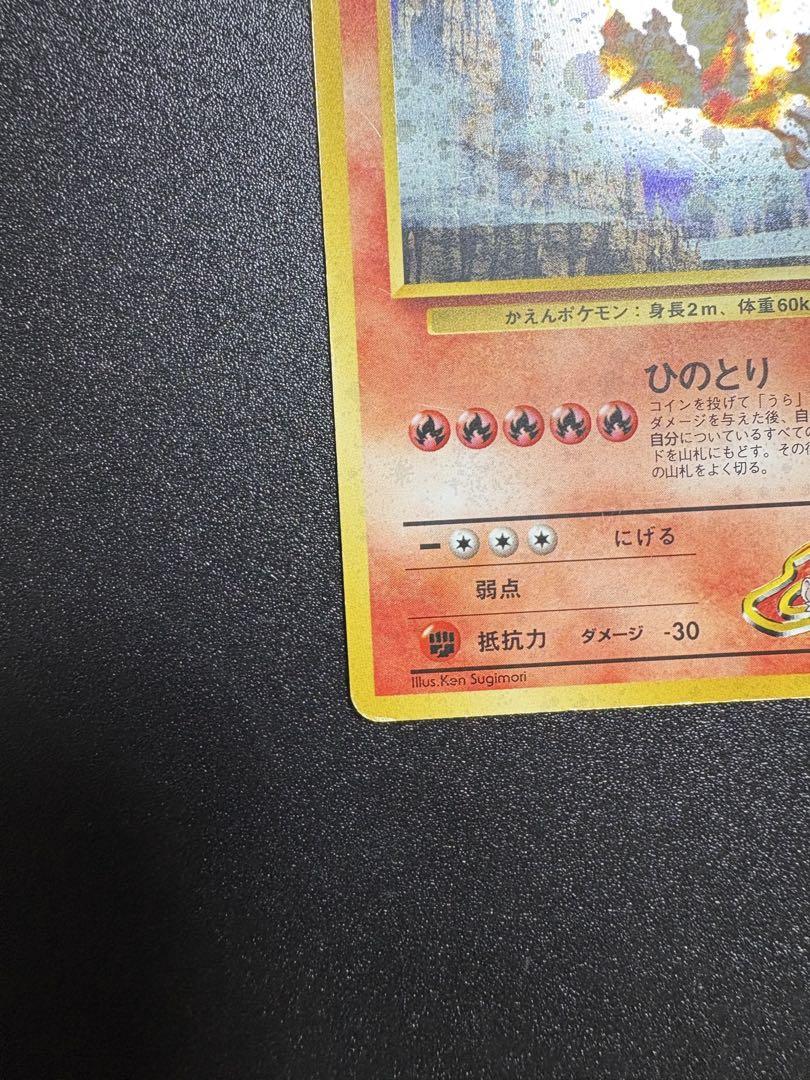 かえんポケモン：身長2m、体重60k
ひのとり
コインを投げて「うら」
ダメージを与えた後、自
自分についているすべての
ドを山札にもどす。その後
の山札をよく切る。
にげる
弱点
抵抗力 ダメージ -30
Illus.Ken Sugimori